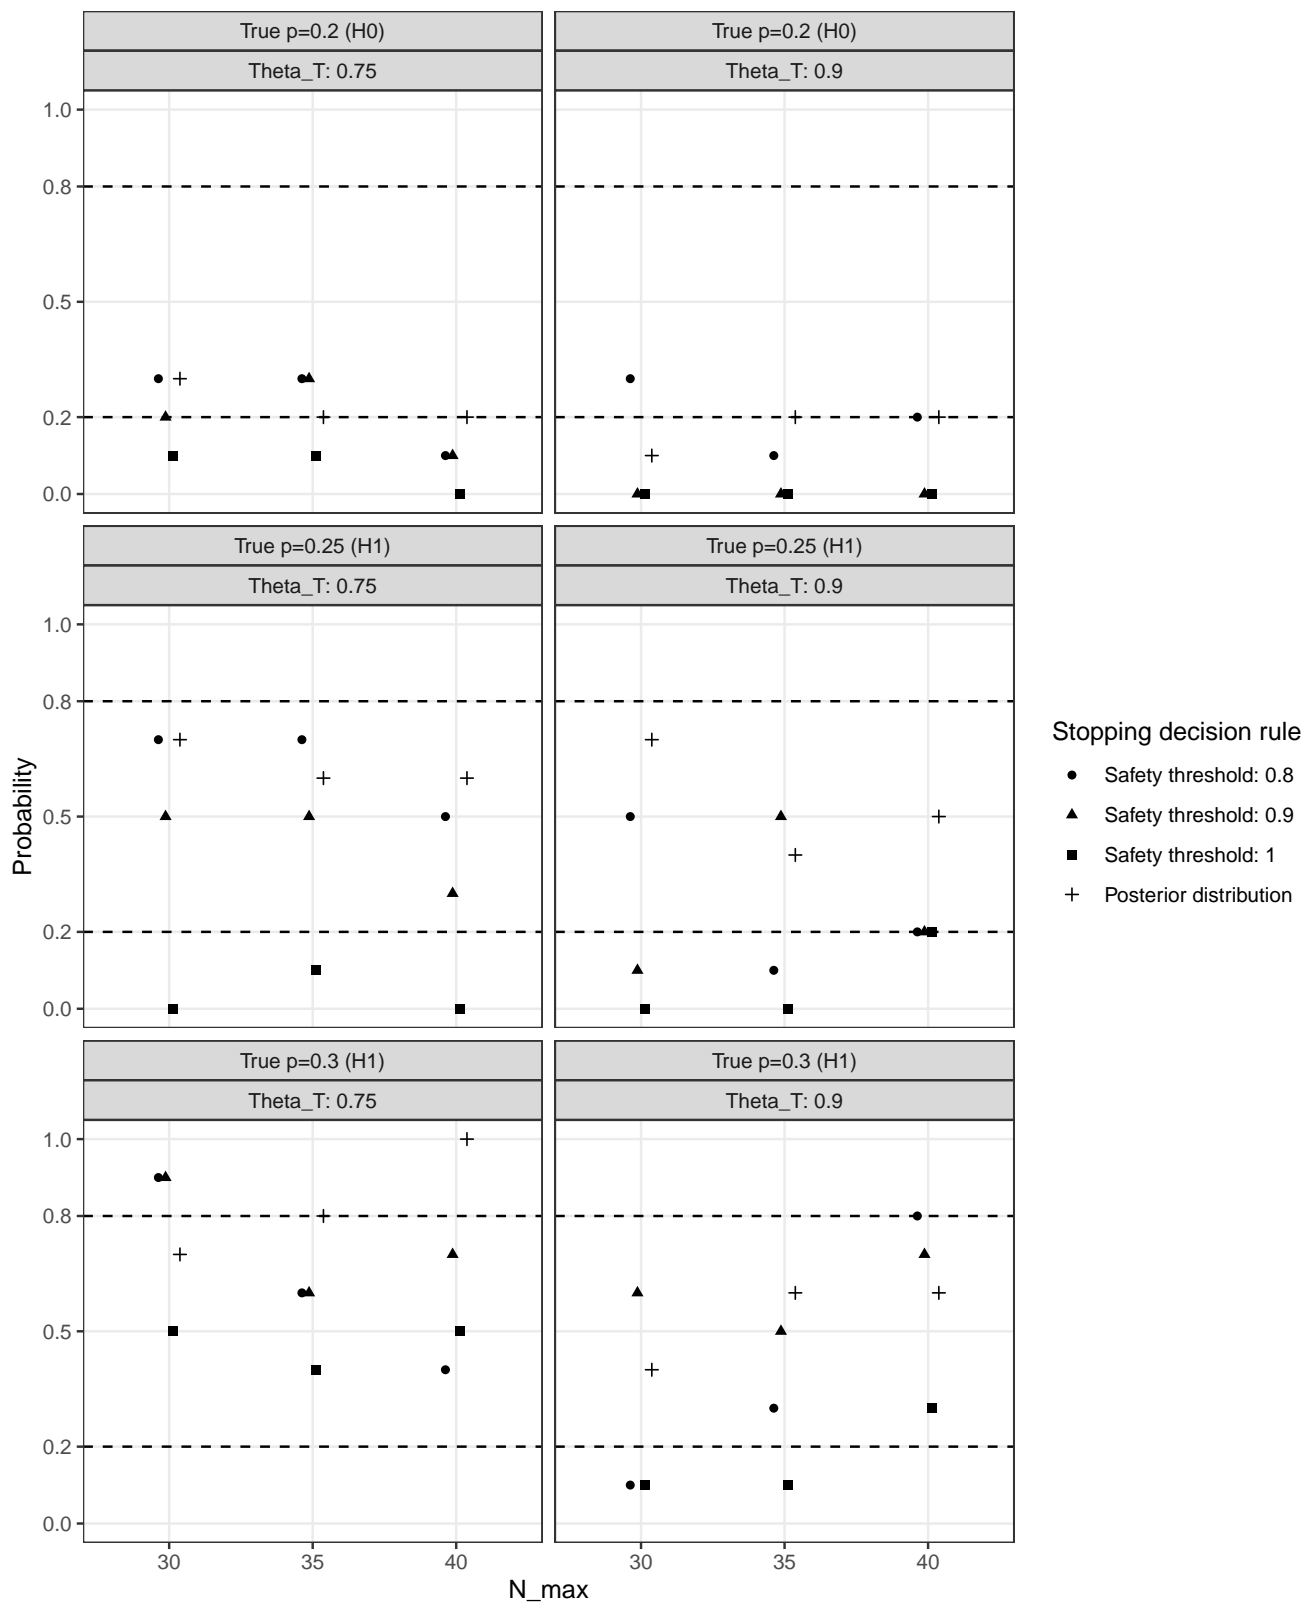 True p=0.2 (H0)
True p=0.2 (H0)
Theta_T: 0.75
Theta_T: 0.9
1.0
0.8
0.5
0.2
0.0
True p=0.25 (H1)
True p=0.25 (H1)
Theta_T: 0.75
Theta_T: 0.9
1.0
0.8
0.5
0.2
0.0
Probability
True p=0.3 (H1)
True p=0.3 (H1)
Theta_T: 0.75
Theta_T: 0.9
1.0
0.8
0.5
0.2
0.0
30 35 40
30 35 40
N_max
Stopping decision rule
Safety threshold: 0.8
Safety threshold: 0.9
Safety threshold: 1
Posterior distribution